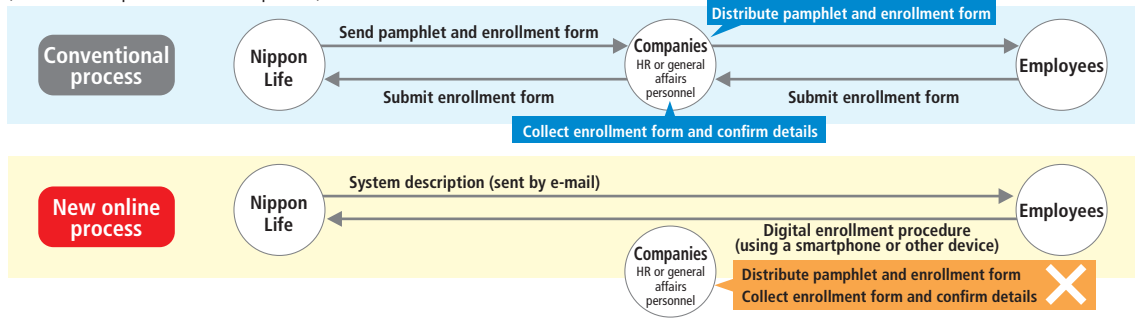 Distribute pamphlet and enrollment form
Conventional
process
Nippon
Life
Send pamphlet and enrollment form
Submit enrollment form
Companies
HR or general
affairs
personnel
Submit enrollment form
Employees
Collect enrollment form and confirm details
New online
process
Nippon
Life
System description (sent by e-mail)
Employees
Digital enrollment procedure
(using a smartphone or other device)
Companies
HR or general
affairs
personnel
Distribute pamphlet and enrollment form
Collect enrollment form and confirm details